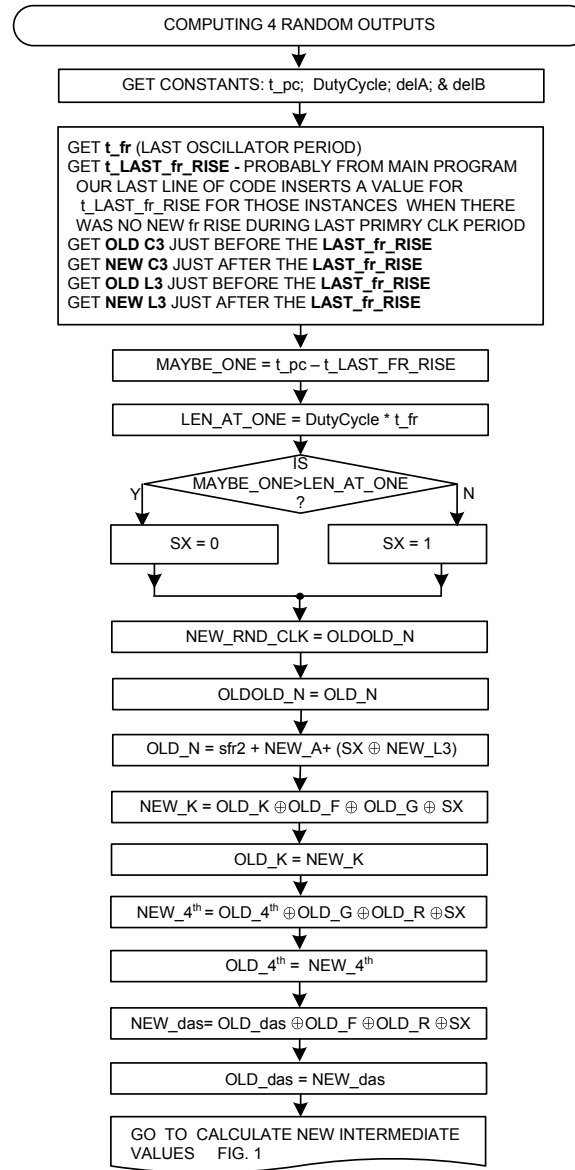 COMPUTING 4 RANDOM OUTPUTS
GET CONSTANTS: t_pc; DutyCycle; delA; & delB
GET t_fr (LAST OSCILLATOR PERIOD)
GET t_LAST_fr_RISE - PROBABLY FROM MAIN PROGRAM
OUR LAST LINE OF CODE INSERTS A VALUE FOR
t_LAST_fr_RISE FOR THOSE INSTANCES WHEN THERE
WAS NO NEW fr RISE DURING LAST PRIMRY CLK PERIOD
GET OLD C3 JUST BEFORE THE LAST_fr_RISE
GET NEW C3 JUST AFTER THE LAST_fr_RISE
GET OLD L3 JUST BEFORE THE LAST_fr_RISE
GET NEW L3 JUST AFTER THE LAST_fr_RISE
MAYBE_ONE = t_pc – t_LAST_FR_RISE
LEN_AT_ONE = DutyCycle * t_fr
IS
MAYBE_ONE>LEN_AT_ONE
?
Y
N
SX = 0
SX = 1
NEW_RND_CLK = OLDOLD_N
OLDOLD_N = OLD_N
OLD_N = sfr2 + NEW_A+ (SX ⊕ NEW_L3)
NEW_K = OLD_K ⊕OLD_F ⊕ OLD_G ⊕ SX
OLD_K = NEW_K
NEW_4th = OLD_4th ⊕OLD_G ⊕OLD_R ⊕SX
OLD_4th = NEW_4th
NEW_das= OLD_das ⊕OLD_F ⊕OLD_R ⊕SX
OLD_das = NEW_das
GO TO CALCULATE NEW INTERMEDIATE
VALUES FIG. 1